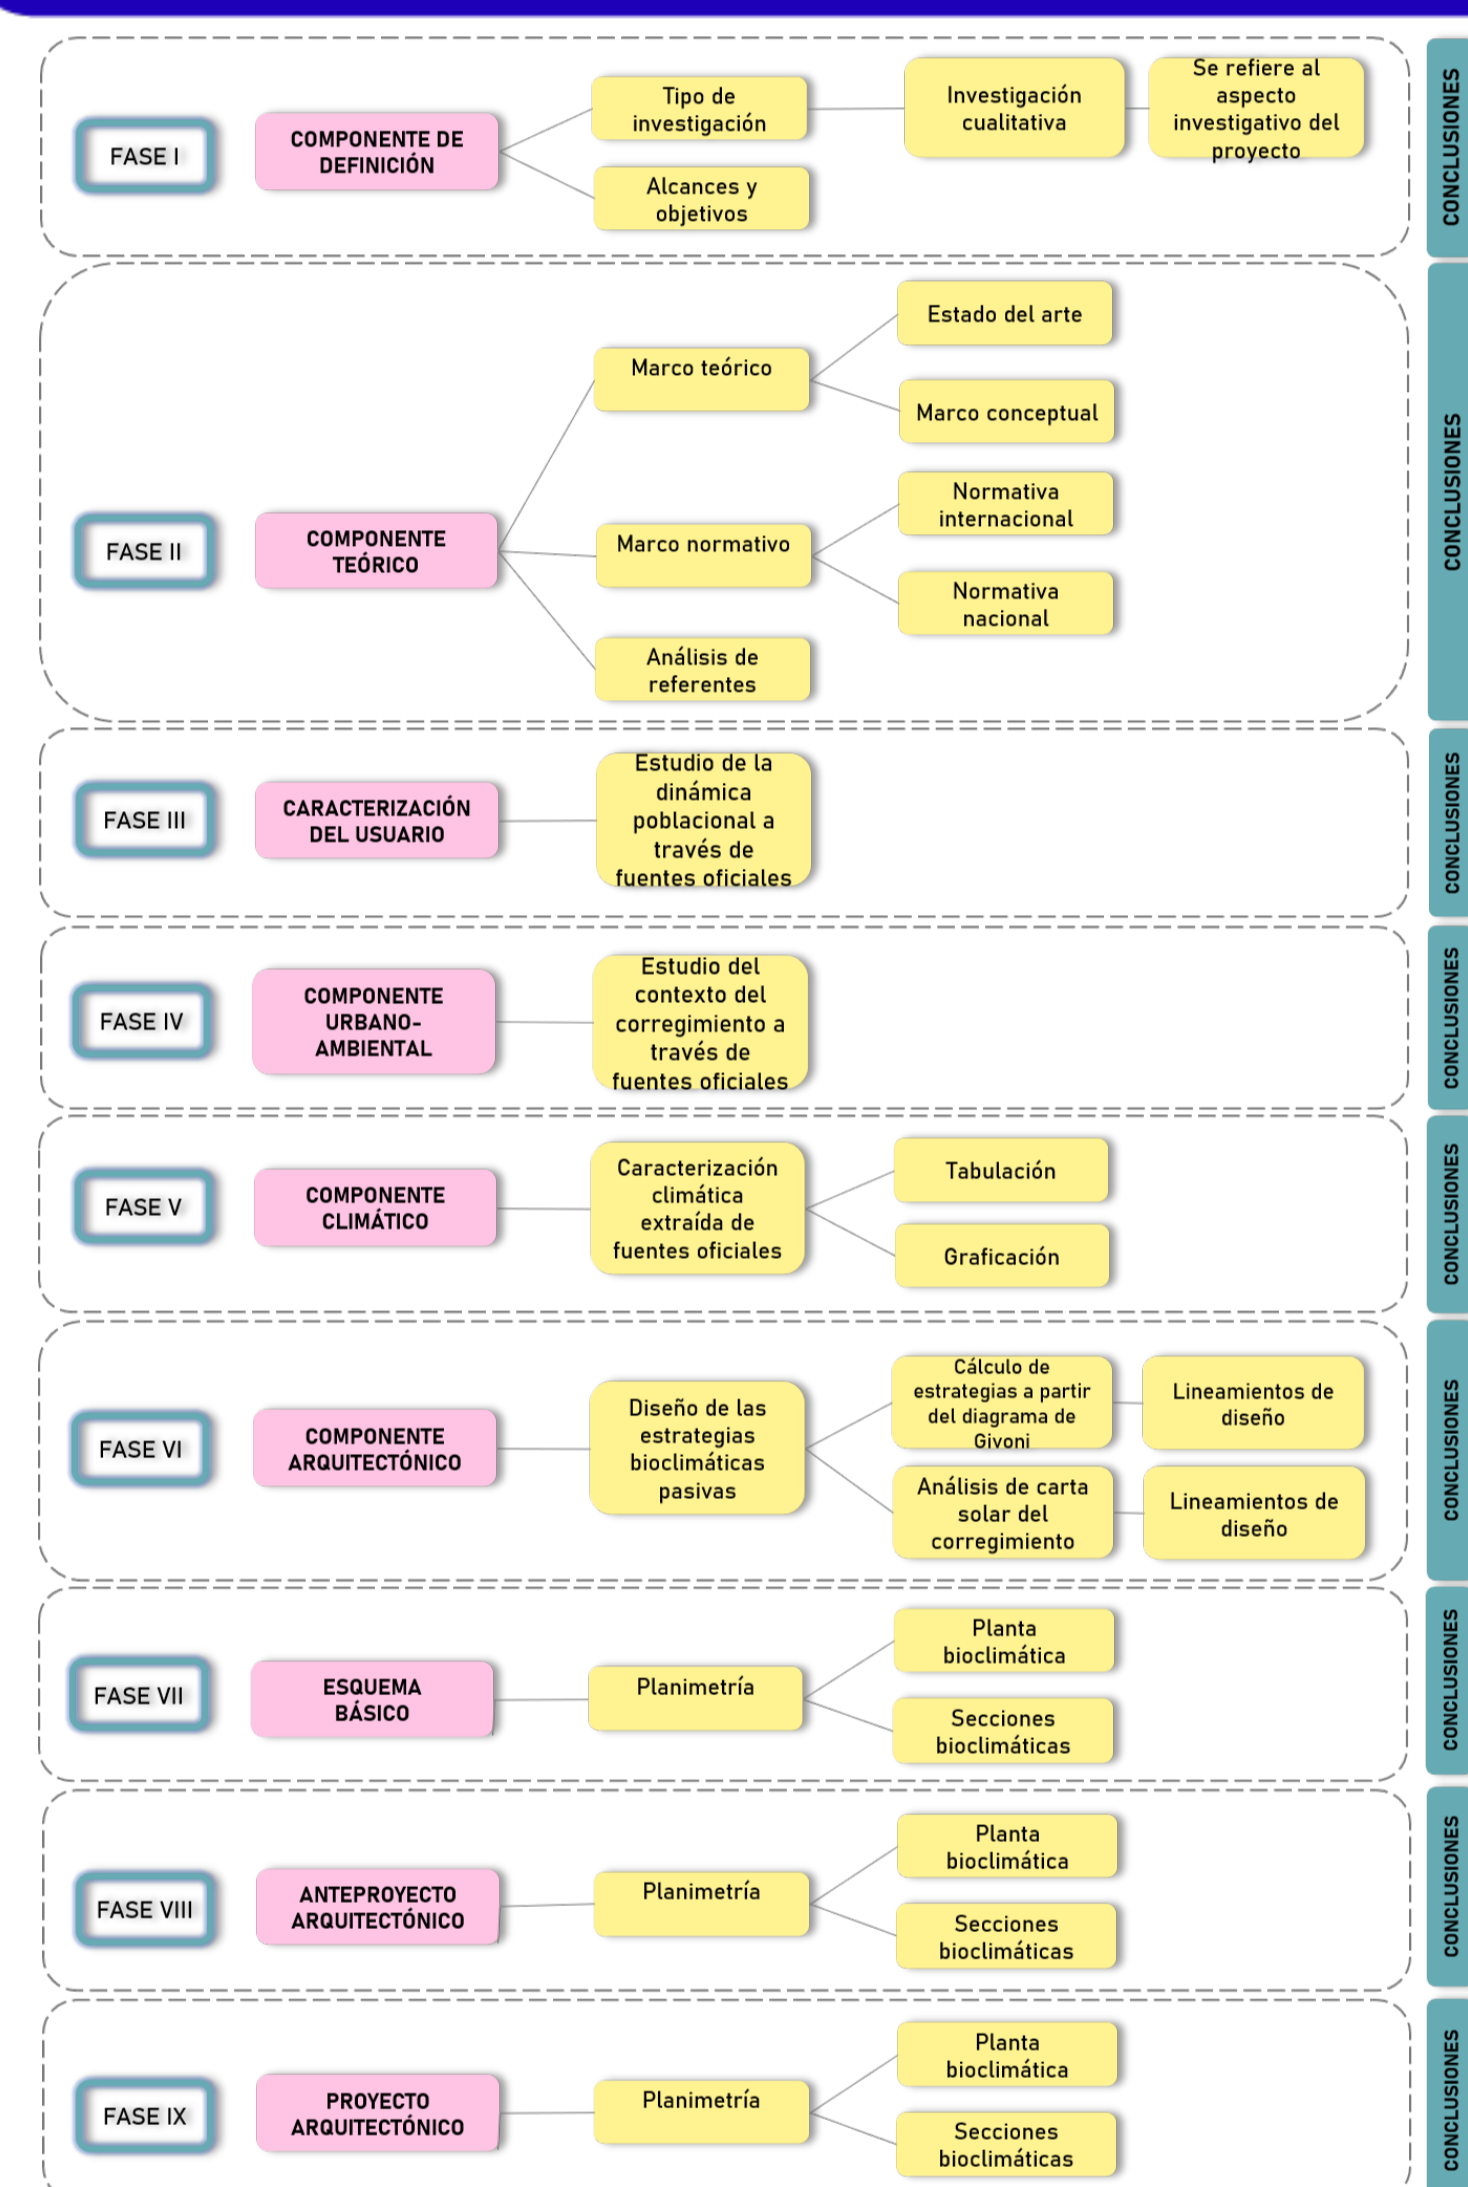 FASE I
COMPONENTE DE
DEFINICIÓN
Tipo de
investigación
Investigación
cualitativa
Se refiere al
aspecto
investigativo del
proyecto
Alcances y
objetivos
CONCLUSIONES
FASE II
COMPONENTE
TEÓRICO
Marco teórico
Estado del arte
Marco conceptual
Marco normativo
Normativa
internacional
Normativa
nacional
Análisis de
referentes
CONCLUSIONES
FASE III
CARACTERIZACIÓN
DEL USUARIO
Estudio de la
dinámica
poblacional a
través de
fuentes oficiales
CONCLUSIONES
FASE IV
COMPONENTE
URBANO-
AMBIENTAL
Estudio del
contexto del
corregimiento a
través de
fuentes oficiales
CONCLUSIONES
FASE V
COMPONENTE
CLIMÁTICO
Caracterización
climática
extraída de
fuentes oficiales
Tabulación
Graficación
CONCLUSIONES
FASE VI
COMPONENTE
ARQUITECTÓNICO
Diseño de las
estrategias
bioclimáticas
pasivas
Cálculo de
estrategias a partir
del diagrama de
Givoni
Lineamientos de
diseño
Análisis de carta
solar del
corregimiento
Lineamientos de
diseño
CONCLUSIONES
FASE VII
ESQUEMA
BÁSICO
Planimetría
Planta
bioclimática
Secciones
bioclimáticas
CONCLUSIONES
FASE VIII
ANTEPROYECTO
ARQUITECTÓNICO
Planimetría
Planta
bioclimática
Secciones
bioclimáticas
CONCLUSIONES
FASE IX
PROYECTO
ARQUITECTÓNICO
Planimetría
Planta
bioclimática
Secciones
bioclimáticas
CONCLUSIONES